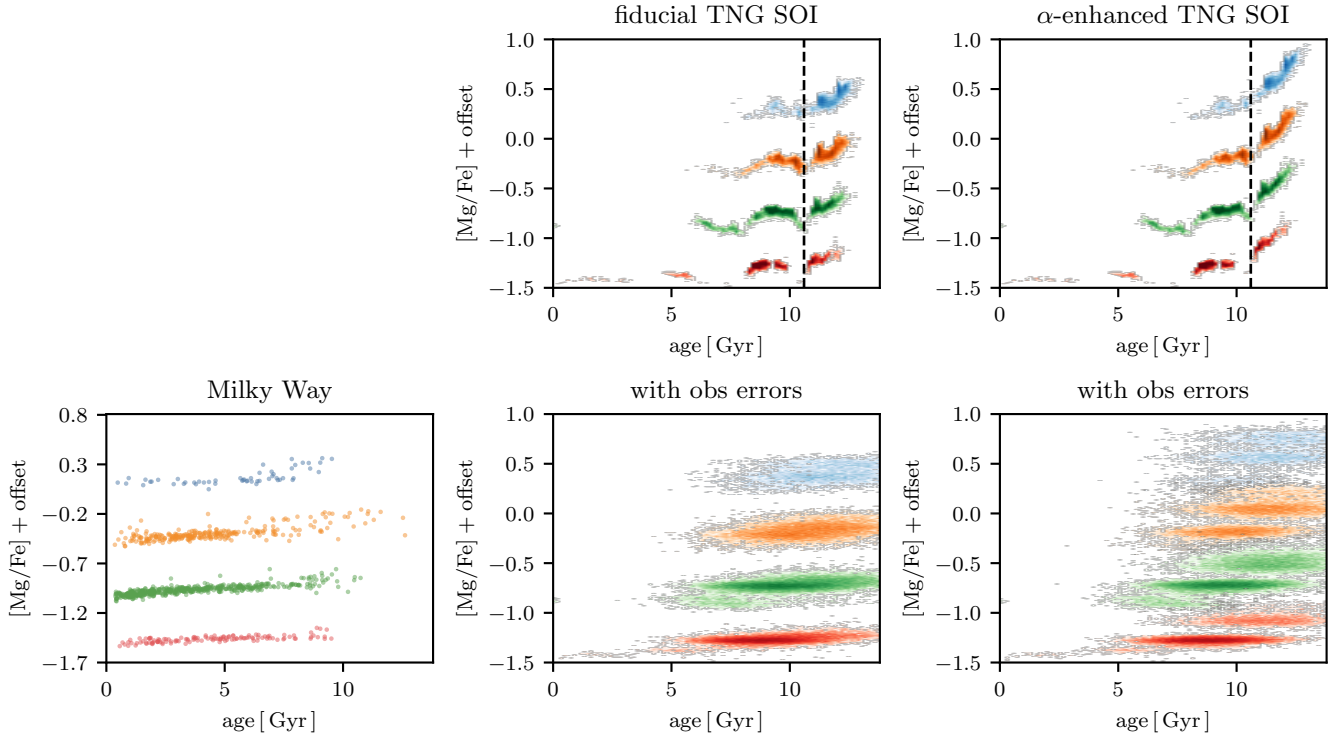 fiducial TNG SOI
1.0
0.5
0.0
−0.5
−1.0
−1.5
[Mg/Fe] + offset
0 5 10
age [ Gyr ]
α-enhanced TNG SOI
1.0
0.5
0.0
−0.5
−1.0
−1.5
[Mg/Fe] + offset
0 5 10
age [ Gyr ]
Milky Way
0.8
0.3
−0.2
−0.7
−1.2
−1.7
[Mg/Fe] + offset
0 5 10
age [ Gyr ]
with obs errors
1.0
0.5
0.0
−0.5
−1.0
−1.5
[Mg/Fe] + offset
0 5 10
age [ Gyr ]
with obs errors
1.0
0.5
0.0
−0.5
−1.0
−1.5
[Mg/Fe] + offset
0 5 10
age [ Gyr ]